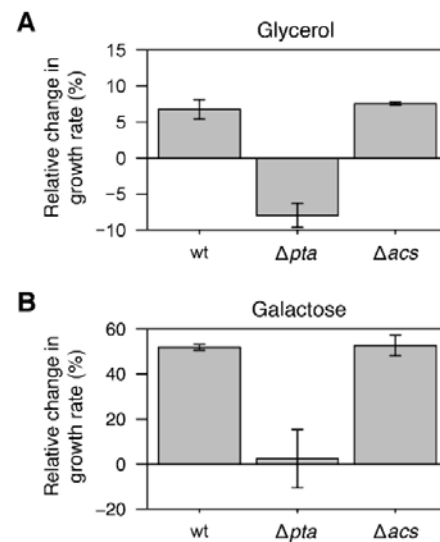 A
Glycerol
Relative change in
growth rate (%)
15
10
5
0
−5
−10
wt
Δpta
Δacs
B
Galactose
Relative change in
growth rate (%)
60
40
20
0
−20
wt
Δpta
Δacs